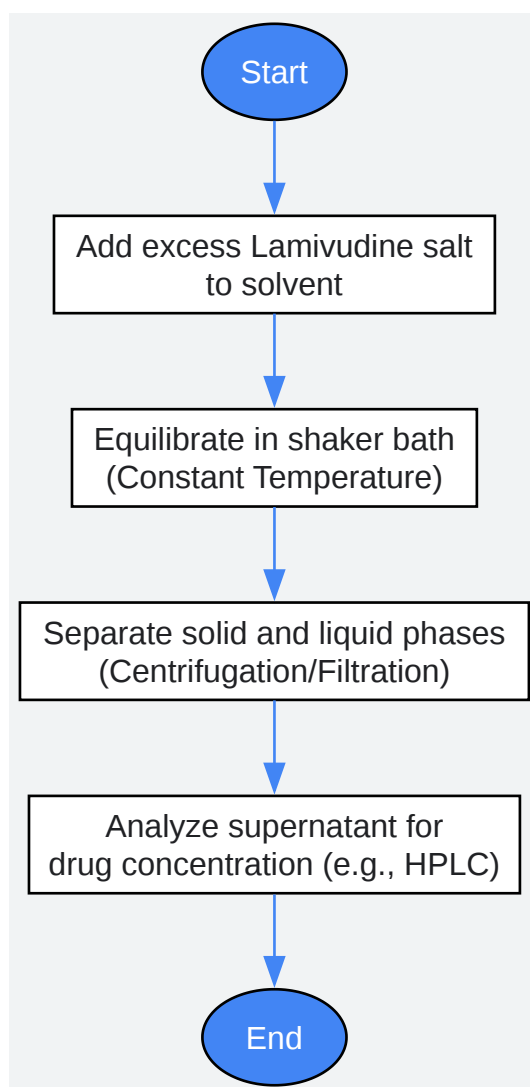 Start
Add excess Lamivudine salt
to solvent
Equilibrate in shaker bath
(Constant Temperature)
Separate solid and liquid phases
(Centrifugation/Filtration)
Analyze supernatant for
drug concentration (e.g., HPLC)
End